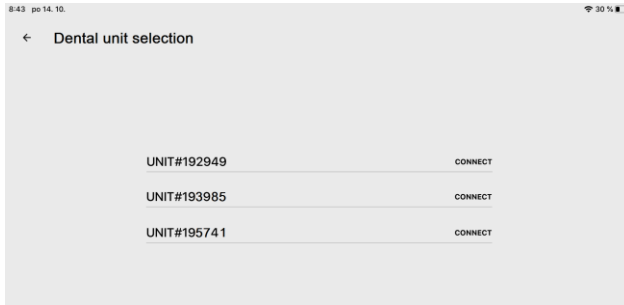 8:43 po 14. 10. 30 %
← Dental unit selection
UNIT#192949 CONNECT
UNIT#193985 CONNECT
UNIT#195741 CONNECT